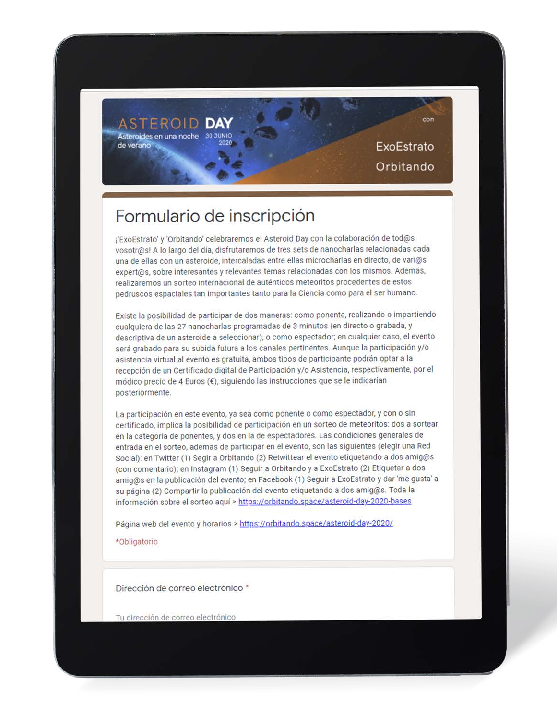 ASTEROID DAY
Asteroides en una noche 30 JUNIO
de verano 2020
con
ExoEstrato
Orbitando
Formulario de inscripción
¡'ExoEstrato' y 'Orbitando' celebraremos el Asteroid Day con la colaboración de tod@s
vosotr@s! A lo largo del día, disfrutaremos de tres sets de nanocharlas relacionadas cada
una de ellas con un asteroide, intercaladas entre ellas microcharlas en directo, de vari@s
expert@s, sobre interesantes y relevantes temas relacionadas con los mismos. Además,
realizaremos un sorteo internacional de auténticos meteoritos procedentes de estos
pedruscos espaciales tan importantes tanto para la Ciencia como para el ser humano.
Existe la posibilidad de participar de dos maneras: como ponente, realizando o impartiendo
cualquiera de las 27 nanocharlas programadas de 3 minutos (en directo o grabada, y
descriptiva de un asteroide a seleccionar), o como espectador; en cualquier caso, el evento
será grabado para su subida futura a los canales pertinentes. Aunque la participación y/o
asistencia virtual al evento es gratuita, ambos tipos de participante podrán optar a la
recepción de un Certificado digital de Participación y/o Asistencia, respectivamente, por el
módico precio de 4 Euros (€), siguiendo las instrucciones que se le indicarían
posteriormente.
La participación en este evento, ya sea como ponente o como espectador, y con o sin
certificado, implica la posibilidad de participación en un sorteo de meteoritos: dos a sortear
en la categoría de ponentes, y dos en la de espectadores. Las condiciones generales de
entrada en el sorteo, además de participar en el evento, son las siguientes (elegir una Red
Social): en Twitter (1) Segir a Orbitando (2) Retwittear el evento etiquetando a dos amig@s
(con comentario); en Instagram (1) Seguir a Orbitando y a ExoEstrato (2) Etiquetar a dos
amig@s en la publicación del evento; en Facebook (1) Seguir a ExoEstrato y dar 'me gusta' a
su página (2) Compartir la publicación del evento etiquetando a dos amig@s. Toda la
información sobre el sorteo aquí > https://orbitando.space/asteroid-day-2020-bases
Página web del evento y horarios > https://orbitando.space/asteroid-day-2020/
*Obligatorio
Dirección de correo electrónico *
Tu dirección de correo electrónico